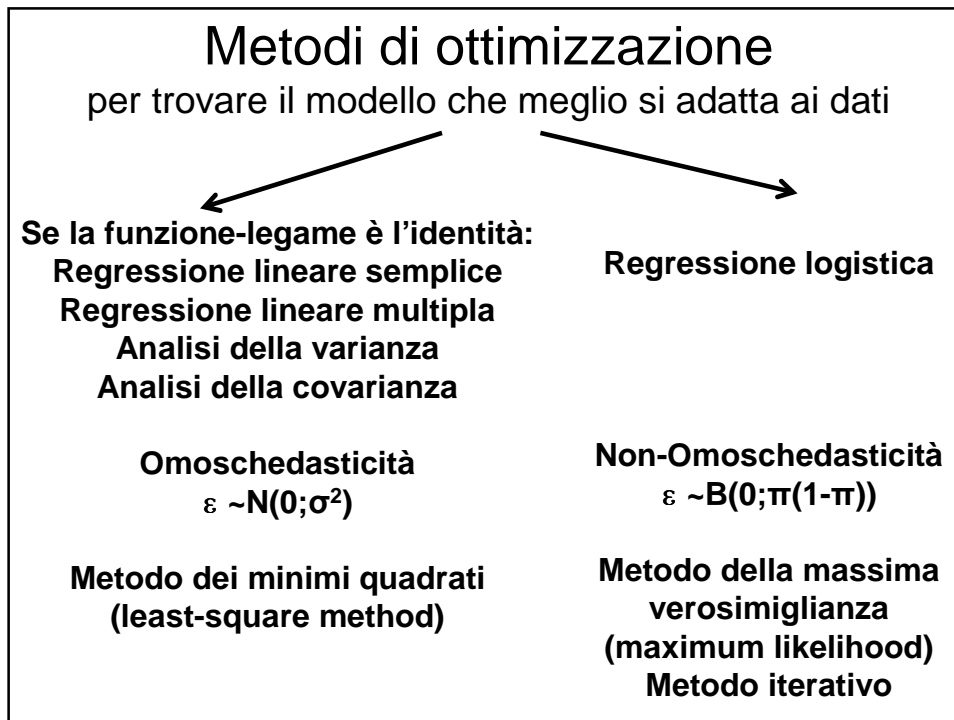 Metodi di ottimizzazione
per trovare il modello che meglio si adatta ai dati
Se la funzione-legame è l’identità:
Regressione lineare semplice
Regressione lineare multipla
Analisi della varianza
Analisi della covarianza
Omoschedasticità
ε ~N(0;σ²)
Metodo dei minimi quadrati
(least-square method)
Regressione logistica
Non-Omoschedasticità
ε ~B(0;π(1-π))
Metodo della massima
verosimiglianza
(maximum likelihood)
Metodo iterativo